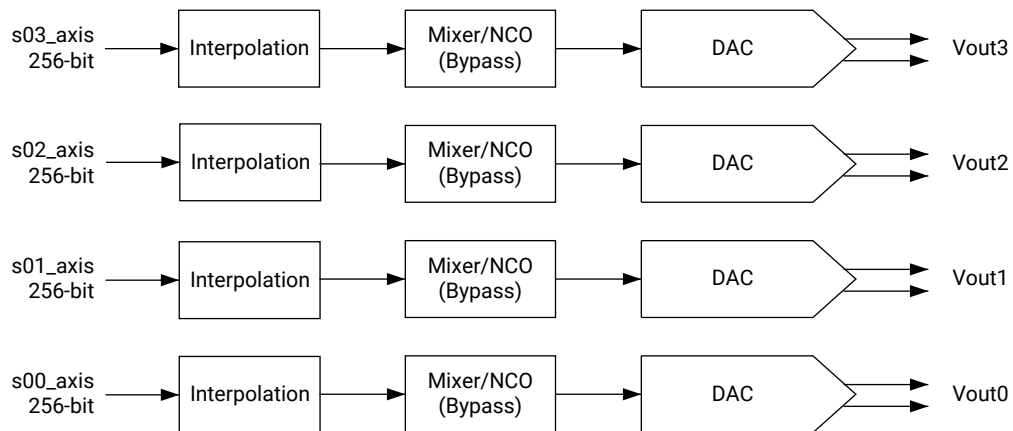 s03_axis
256-bit
Interpolation
Mixer/NCO
(Bypass)
DAC
Vout3
s02_axis
256-bit
Interpolation
Mixer/NCO
(Bypass)
DAC
Vout2
s01_axis
256-bit
Interpolation
Mixer/NCO
(Bypass)
DAC
Vout1
s00_axis
256-bit
Interpolation
Mixer/NCO
(Bypass)
DAC
Vout0